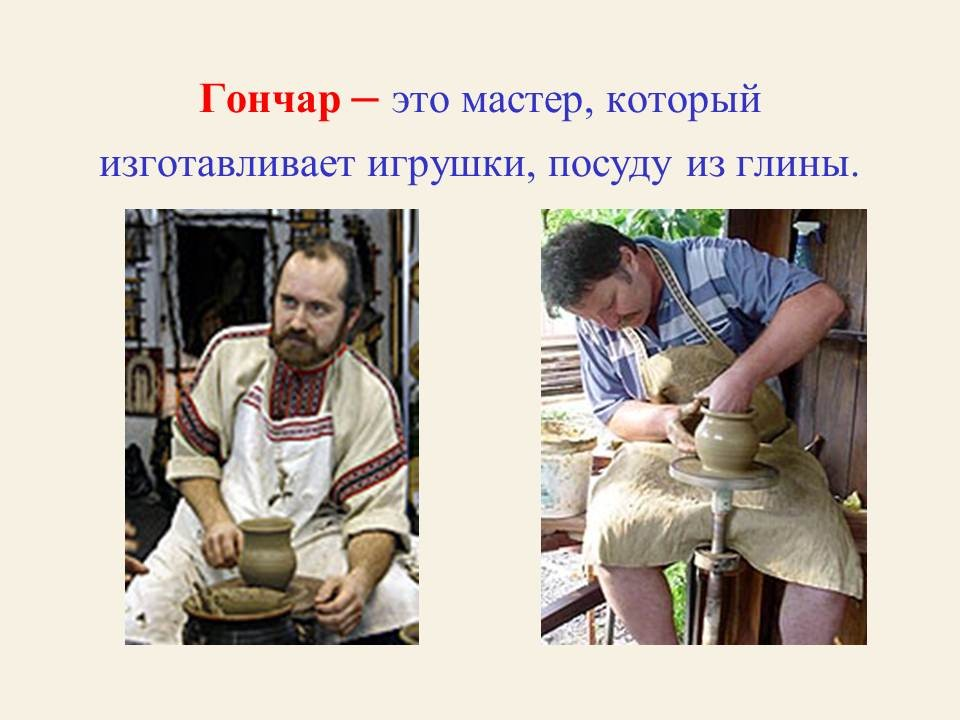 Гончар – это мастер, который
изготавливает игрушки, посуду из глины.